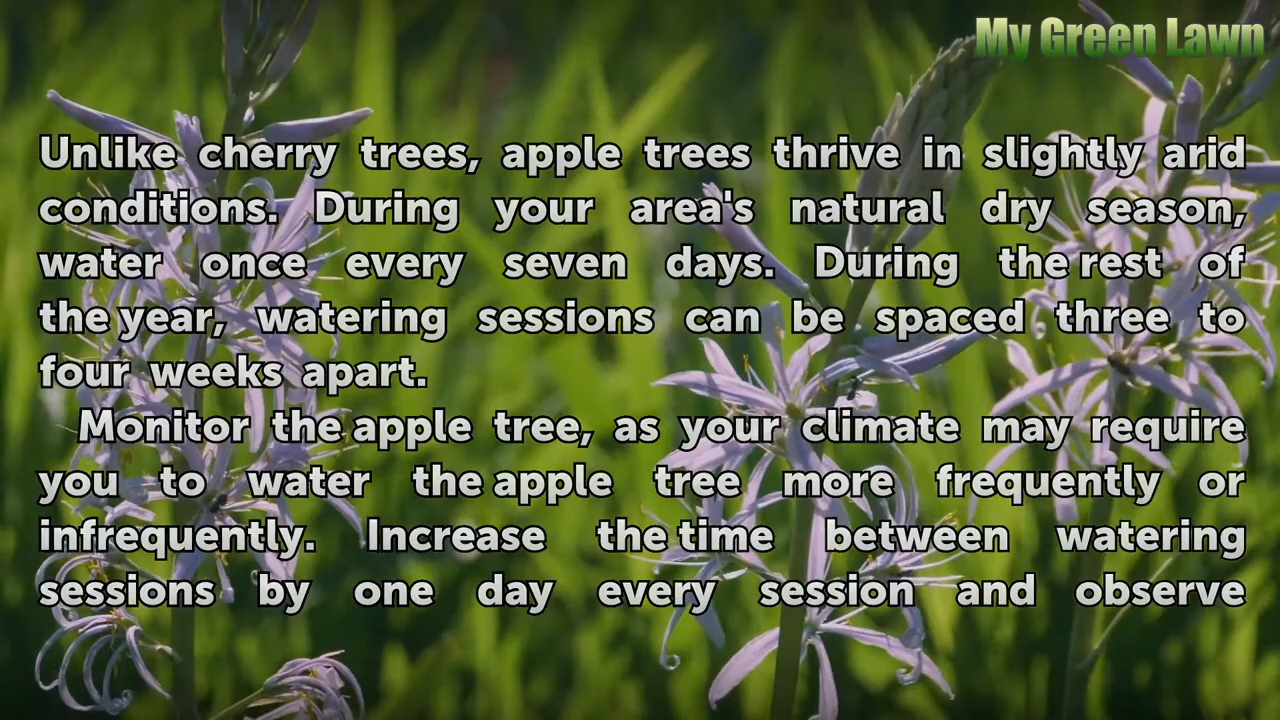 My Green Lawn
Unlike cherry trees, apple trees thrive in slightly arid
conditions. During your area's natural dry season,
water once every seven days. During the rest of
the year, watering sessions can be spaced three to
four weeks apart.
Monitor the apple tree, as your climate may require
you to water the apple tree more frequently or
infrequently. Increase the time between watering
sessions by one day every session and observe